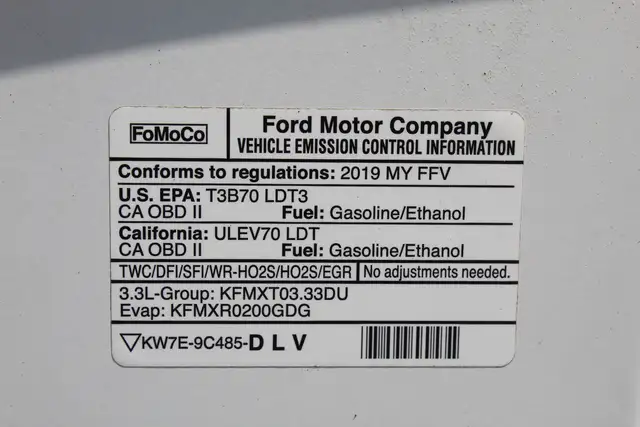 FoMoCo
Ford Motor Company
VEHICLE EMISSION CONTROL INFORMATION
Conforms to regulations: 2019 MY FFV
U.S. EPA: T3B70 LDT3
CA OBD II Fuel: Gasoline/Ethanol
California: ULEV70 LDT
CA OBD II Fuel: Gasoline/Ethanol
TWC/DFI/SFI/WR-HO2S/HO2S/EGR No adjustments needed.
3.3L-Group: KFMXT03.33DU
Evap: KFMXR0200GDG
KW7E-9C485-D L V